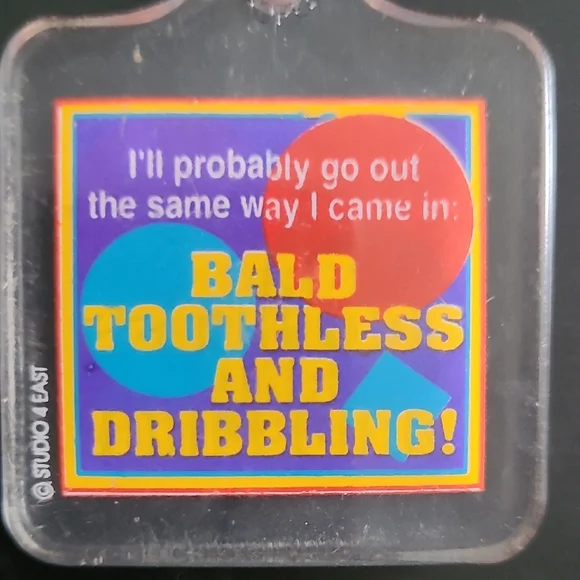 I'll probably go out
the same way I came in:
BALD
TOOTHLESS
AND
DRIBBLING!
© STUDIO 4 EAST